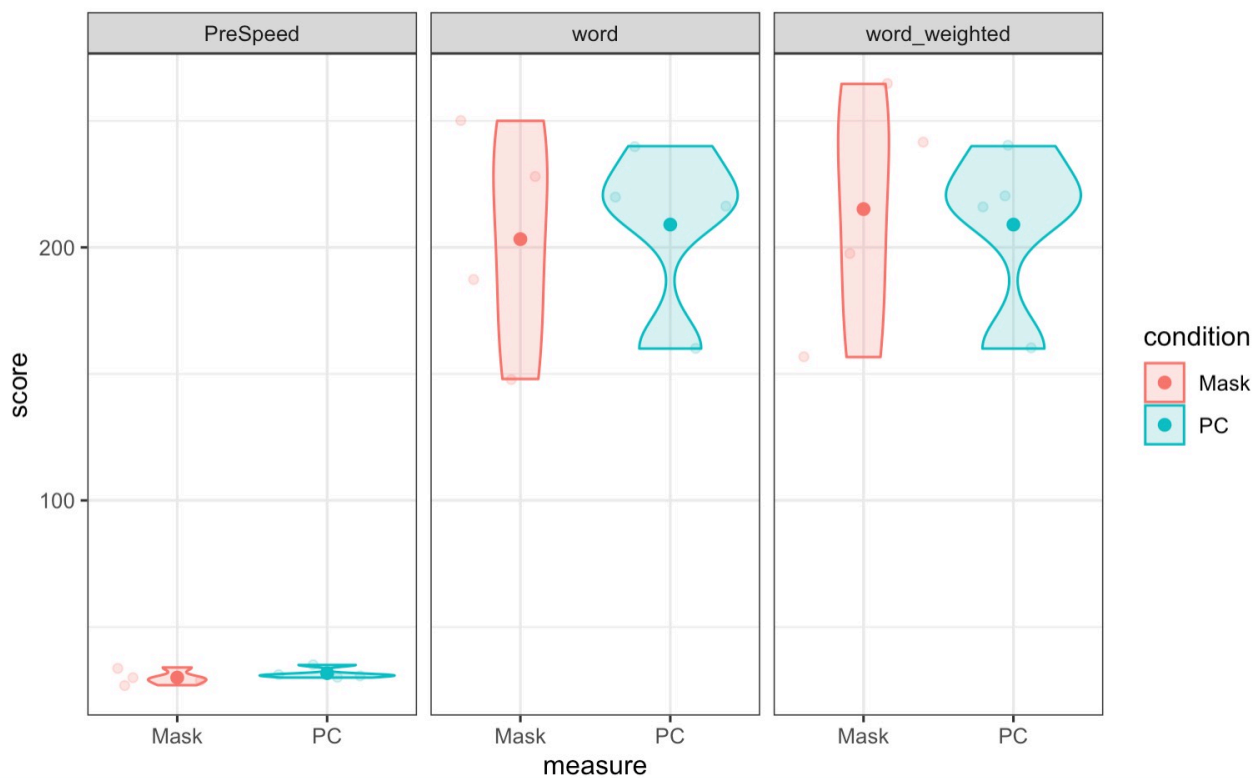 PreSpeed word word_weighted
score
200
100
Mask PC Mask PC Mask PC
measure
condition
Mask
PC